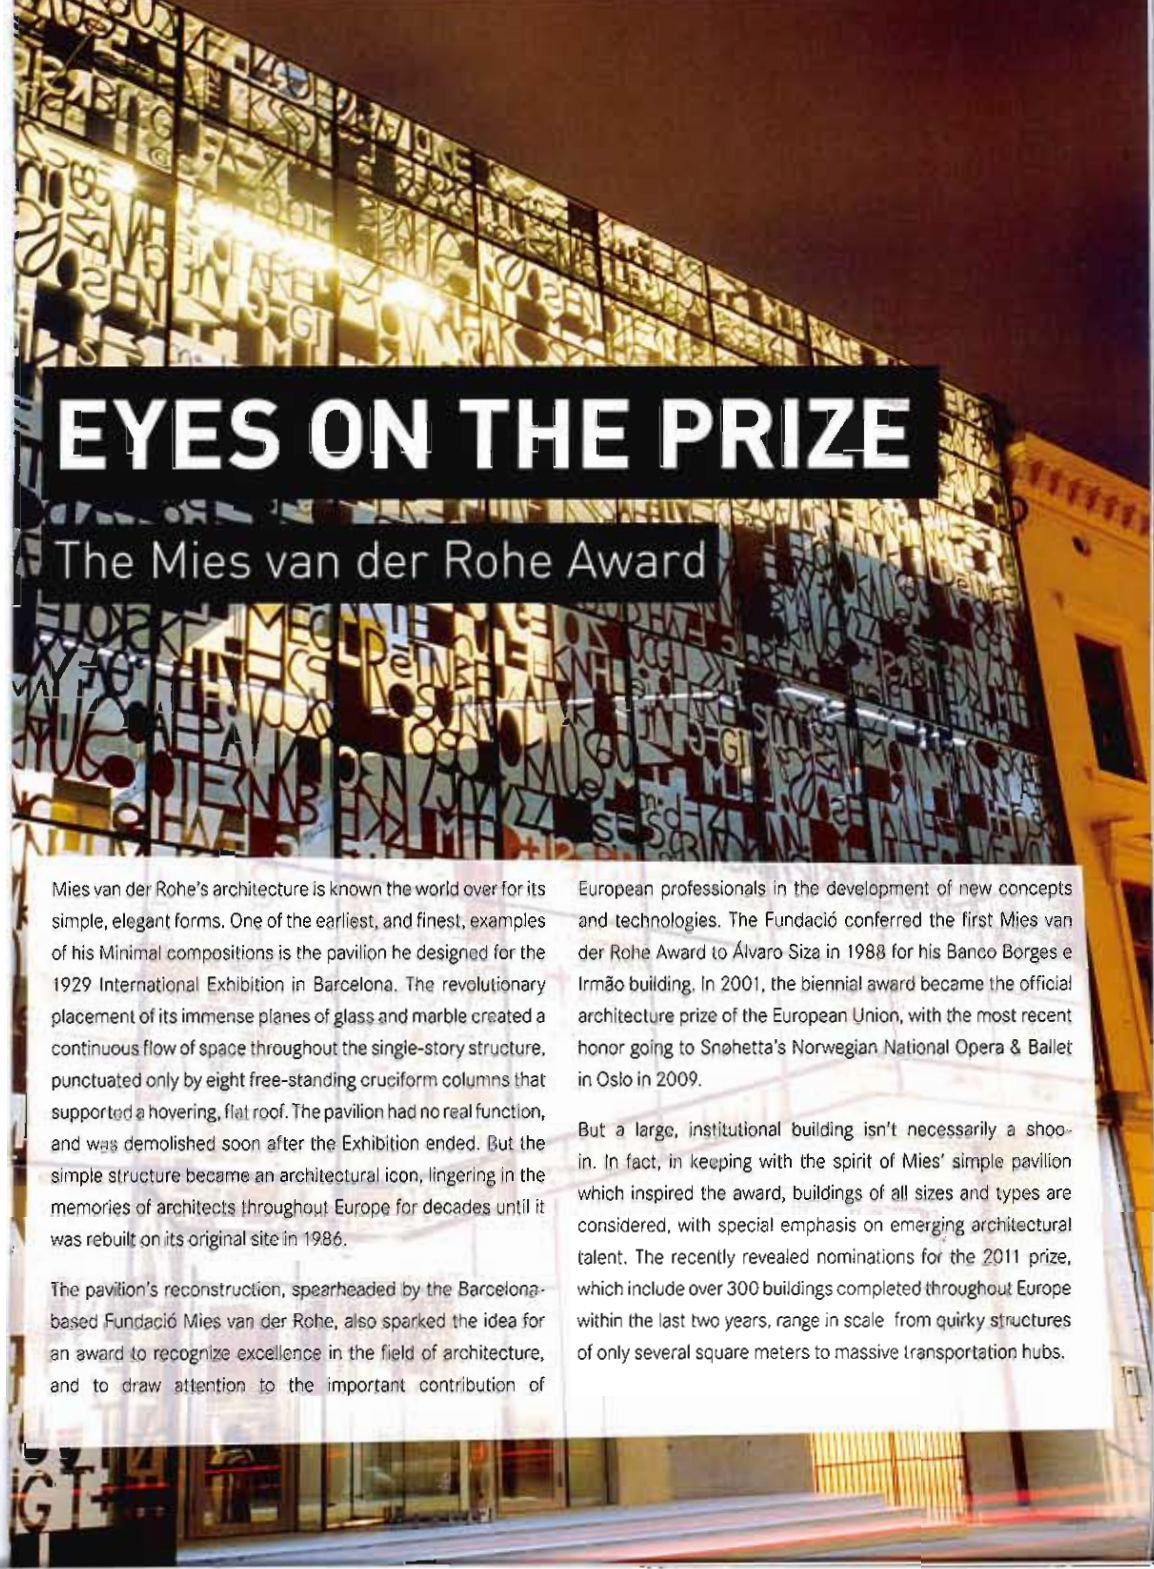 EYES ON THE PRIZE
The Mies van der Rohe Award
Mies van der Rohe's architecture is known the world over for its
simple, elegant forms. One of the earliest, and finest, examples
of his Minimal compositions is the pavilion he designed for the
1929 International Exhibition in Barcelona. The revolutionary
placement of its immense planes of glass and marble created a
continuous flow of space throughout the single-story structure,
punctuated only by eight free-standing cruciform columns that
supported a hovering, flat roof. The pavilion had no real function,
and was demolished soon after the Exhibition ended. But the
simple structure became an architectural icon, lingering in the
memories of architects throughout Europe for decades until it
was rebuilt on its original site in 1986.
The pavilion's reconstruction, spearheaded by the Barcelona-
based Fundació Mies van der Rohe, also sparked the idea for
an award to recognize excellence in the field of architecture,
and to draw attention to the important contribution of
European professionals in the development of new concepts
and technologies. The Fundació conferred the first Mies van
der Rohe Award to Álvaro Siza in 1988 for his Banco Borges e
Irmão building. In 2001, the biennial award became the official
architecture prize of the European Union, with the most recent
honor going to Snøhetta's Norwegian National Opera & Ballet
in Oslo in 2009.
But a large, institutional building isn't necessarily a shoo-
in. In fact, in keeping with the spirit of Mies' simple pavilion
which inspired the award, buildings of all sizes and types are
considered, with special emphasis on emerging architectural
talent. The recently revealed nominations for the 2011 prize,
which include over 300 buildings completed throughout Europe
within the last two years, range in scale from quirky structures
of only several square meters to massive transportation hubs.